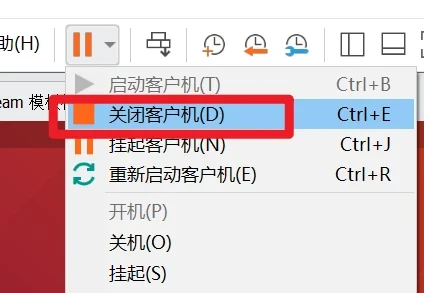 助(H)
eam 模
启动客户机(T) Ctrl+B
关闭客户机(D) Ctrl+E
挂起客户机(N) Ctrl+J
重新启动客户机(E) Ctrl+R
开机(P)
关机(O)
挂起(S)